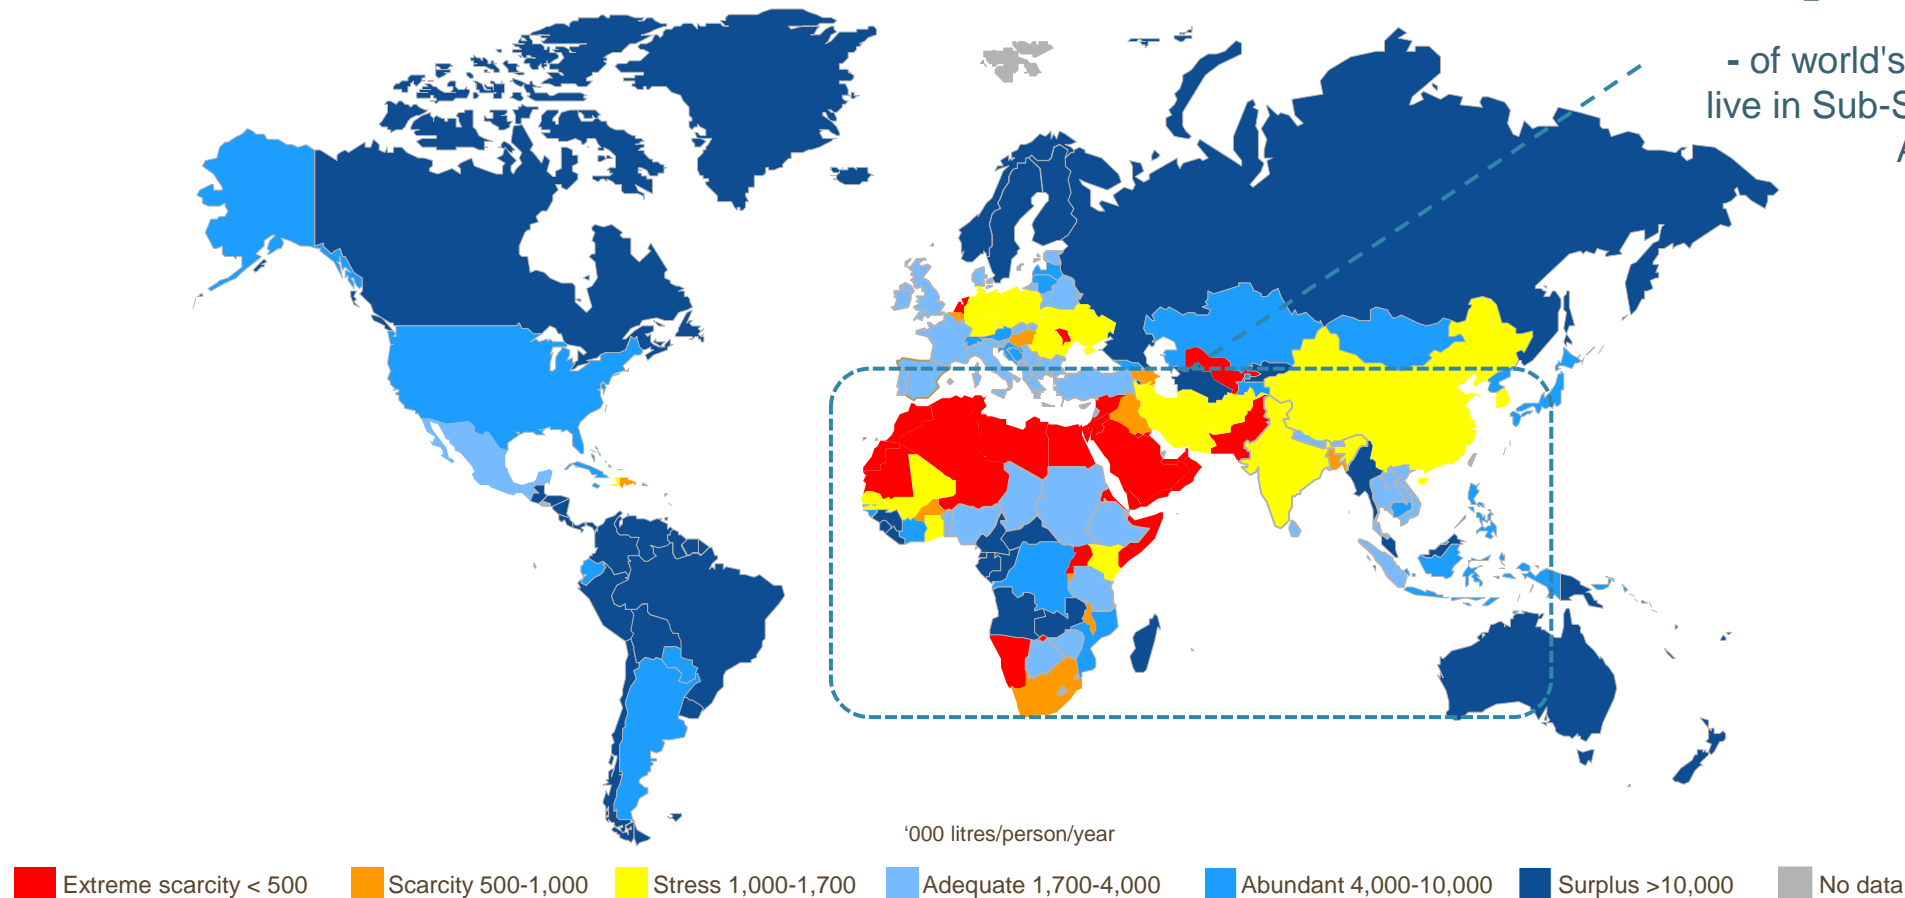 - of world's
live in Sub-S
‘000 litres/person/year
Extreme scarcity < 500
Scarcity 500-1,000
Stress 1,000-1,700
Adequate 1,700-4,000
Abundant 4,000-10,000
Surplus >10,000
No data